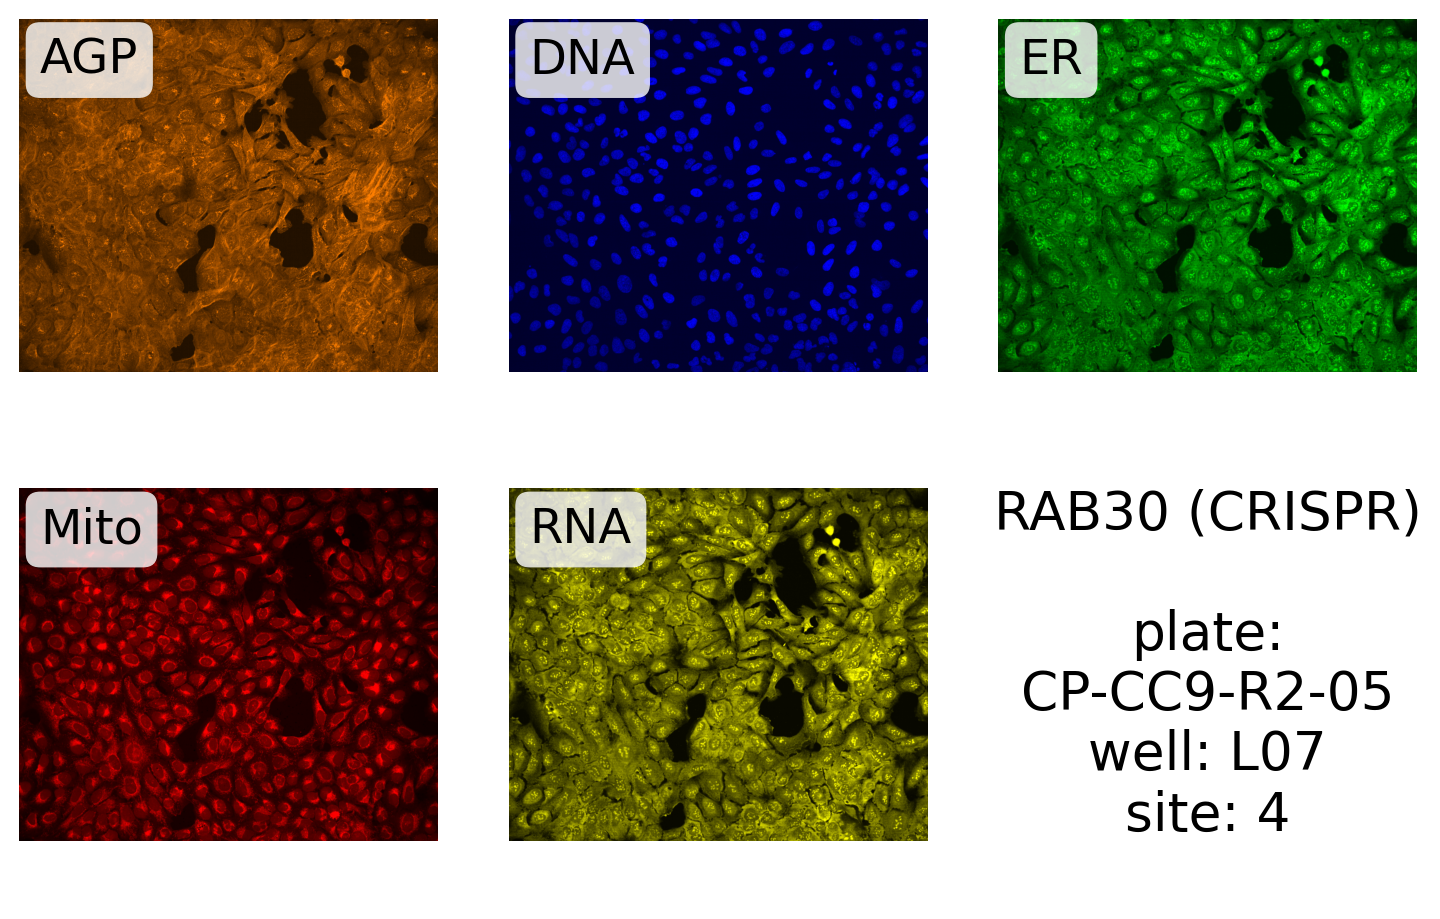 AGP
DNA
ER
Mito
RNA
RAB30 (CRISPR)
plate:
CP-CC9-R2-05
well: L07
site: 4